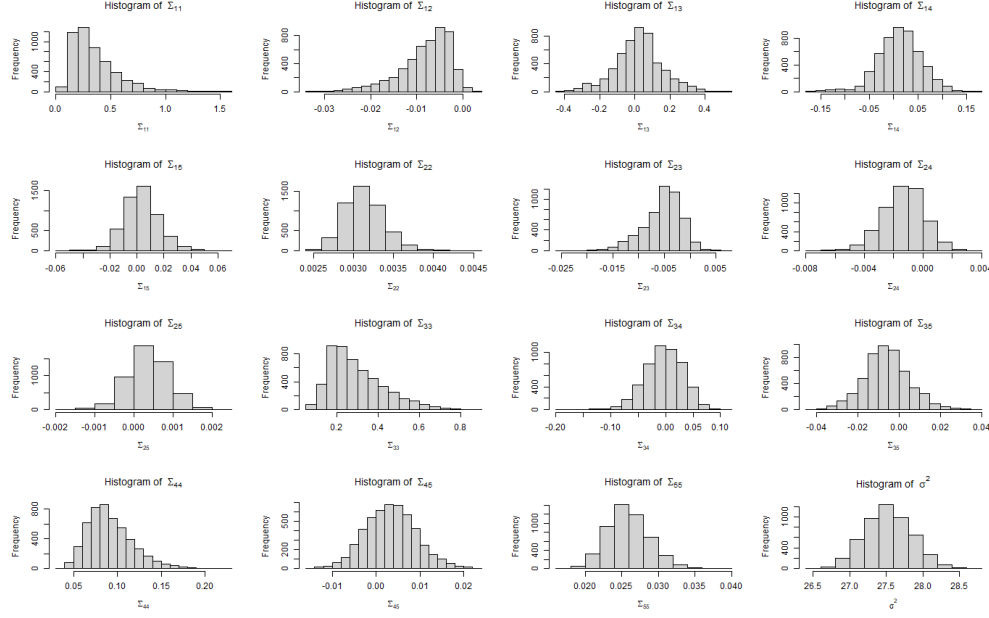 Histogram of Σ11
Histogram of Σ12
Histogram of Σ13
Histogram of Σ14
Frequency
0 400 1000
Frequency
0 400 800
Frequency
0 400 800
Frequency
0 400 800
0.0 0.5 1.0 1.5
-0.03 -0.02 -0.01 0.00
-0.4 -0.2 0.0 0.2 0.4
-0.15 -0.05 0.05 0.15
Σ11
Σ12
Σ13
Σ14
Histogram of Σ15
Histogram of Σ22
Histogram of Σ23
Histogram of Σ24
Frequency
0 500 1500
Frequency
0 500 1500
Frequency
0 400 1000
Frequency
0 400 1000
-0.06 -0.02 0.00 0.02 0.04 0.06
0.0025 0.0030 0.0035 0.0040 0.0045
-0.025 -0.015 -0.005 0.005
-0.008 -0.004 0.000 0.004
Σ15
Σ22
Σ23
Σ24
Histogram of Σ25
Histogram of Σ33
Histogram of Σ34
Histogram of Σ35
Frequency
0 1000
Frequency
0 400 800
Frequency
0 400 1000
Frequency
0 400 800
-0.002 -0.001 0.000 0.001 0.002
0.2 0.4 0.6 0.8
-0.20 -0.10 0.00 0.05 0.10
-0.04 -0.02 0.00 0.02 0.04
Σ25
Σ33
Σ34
Σ35
Histogram of Σ44
Histogram of Σ45
Histogram of Σ55
Histogram of σ2
Frequency
0 400 800
Frequency
0 200 400 600
Frequency
0 400 1000
Frequency
0 400 1000
0.05 0.10 0.15 0.20
-0.01 0.00 0.01 0.02
0.020 0.025 0.030 0.035 0.040
26.5 27.0 27.5 28.0 28.5
Σ44
Σ45
Σ55
σ2